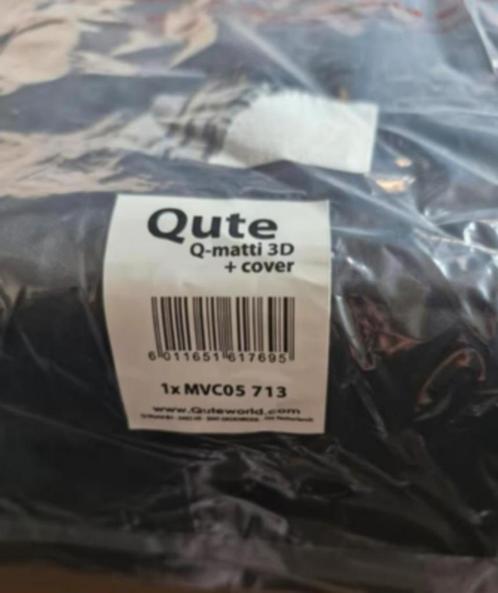 Qute
Q-matti 3D
+ cover
6 011651 617695
1x MVC05 713
www.Quteworld.com